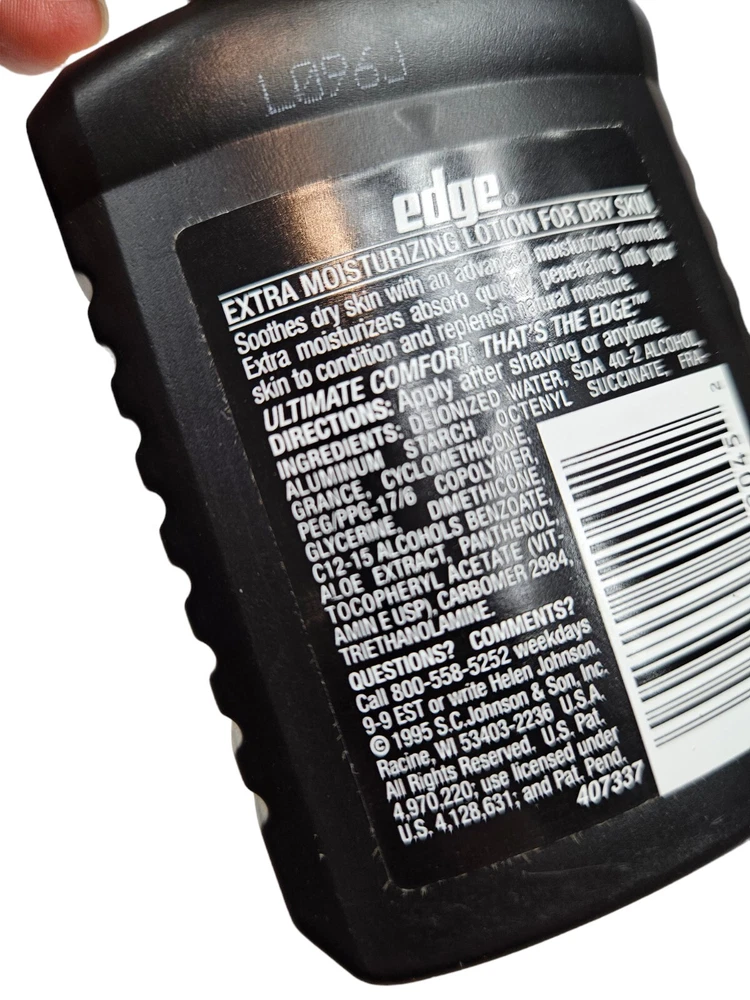 L096J
edge®
EXTRA MOISTURIZING LOTION FOR DRY SKIN
Soothes dry skin with an advanced moisturizing formula.
Extra moisturizers absorb quickly, penetrating into your
skin to condition and replenish natural moisture.
ULTIMATE COMFORT. THAT'S THE EDGE.™
DIRECTIONS: Apply after shaving or anytime.
INGREDIENTS: DEIONIZED WATER, SDA 40-2 ALCOHOL,
ALUMINUM STARCH OCTENYL SUCCINATE, FRA-
GRANCE, CYCLOMETHICONE,
PEG/PPG-17/6 COPOLYMER,
GLYCERINE, DIMETHICONE,
C12-15 ALCOHOLS BENZOATE,
ALOE EXTRACT, PANTHENOL,
TOCOPHERYL ACETATE (VIT-
AMIN E USP), CARBOMER 2984,
TRIETHANOLAMINE.
QUESTIONS? COMMENTS?
Call 800-558-5252 weekdays
9-9 EST or write Helen Johnson.
© 1995 S.C. Johnson & Son, Inc.
Racine, WI 53403-2236 U.S.A.
All Rights Reserved. U.S. Pat.
4,970,220; use licensed under
U.S. 4,128,631; and Pat. Pend.
407337